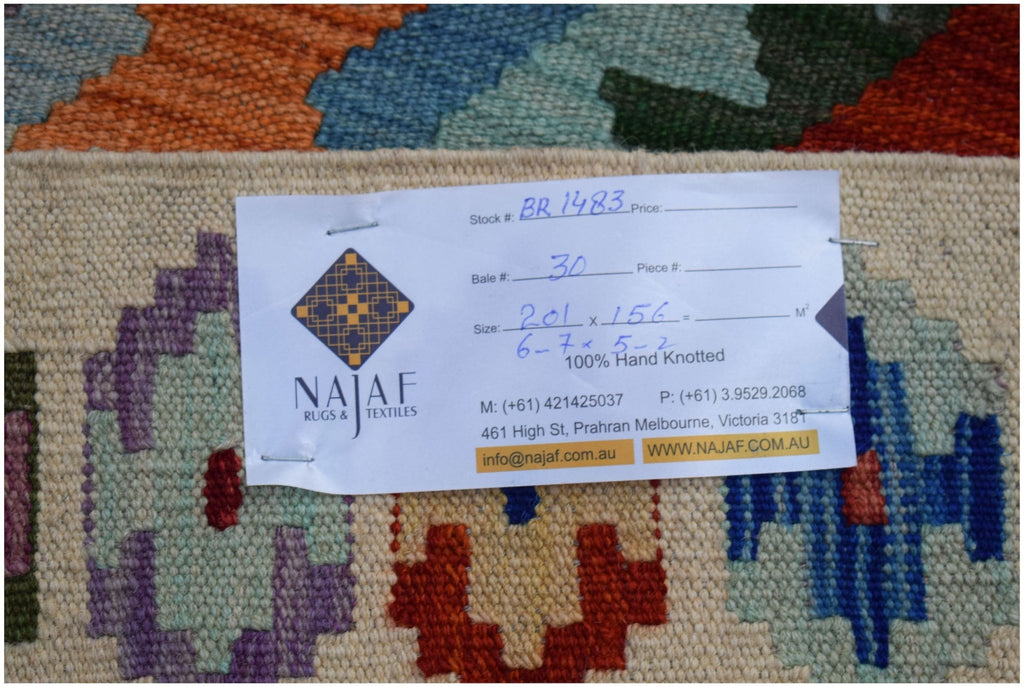 Stock #: BR 1483 Price:
Bale #: 30 Piece #:
Size: 201 x 156 = M²
6-7 x 5-2
100% Hand Knotted
NAJAF
RUGS & TEXTILES
M: (+61) 421425037 P: (+61) 3.9529.2068
461 High St, Prahran Melbourne, Victoria 3181
info@najaf.com.au WWW.NAJAF.COM.AU